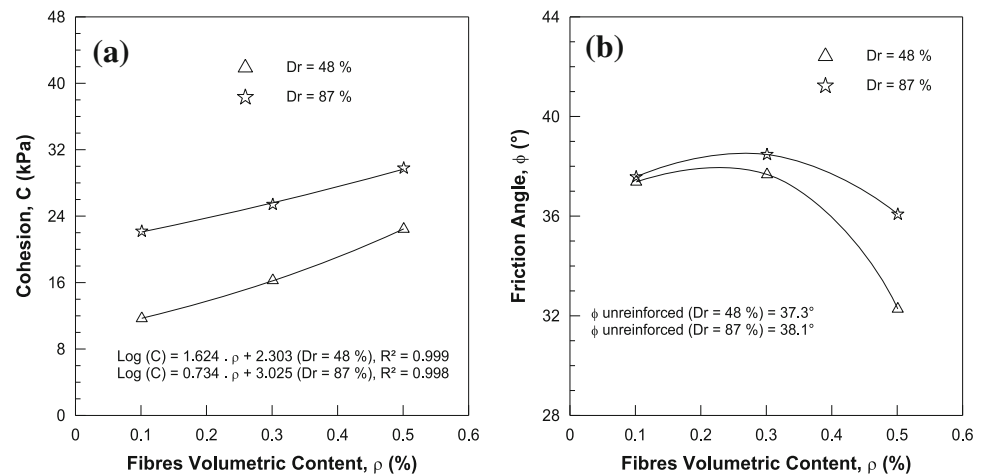 (a)
Cohesion, C (kPa)
48
40
32
24
16
8
0
Dr = 48 %
Dr = 87 %
Log (C) = 1.624 . ρ + 2.303 (Dr = 48 %), R² = 0.999
Log (C) = 0.734 . ρ + 3.025 (Dr = 87 %), R² = 0.998
0 0.1 0.2 0.3 0.4 0.5 0.6
Fibres Volumetric Content, ρ (%)
(b)
Friction Angle, ϕ (°)
44
40
36
32
28
Dr = 48 %
Dr = 87 %
ϕ unreinforced (Dr = 48 %) = 37.3°
ϕ unreinforced (Dr = 87 %) = 38.1°
0 0.1 0.2 0.3 0.4 0.5 0.6
Fibres Volumetric Content, ρ (%)